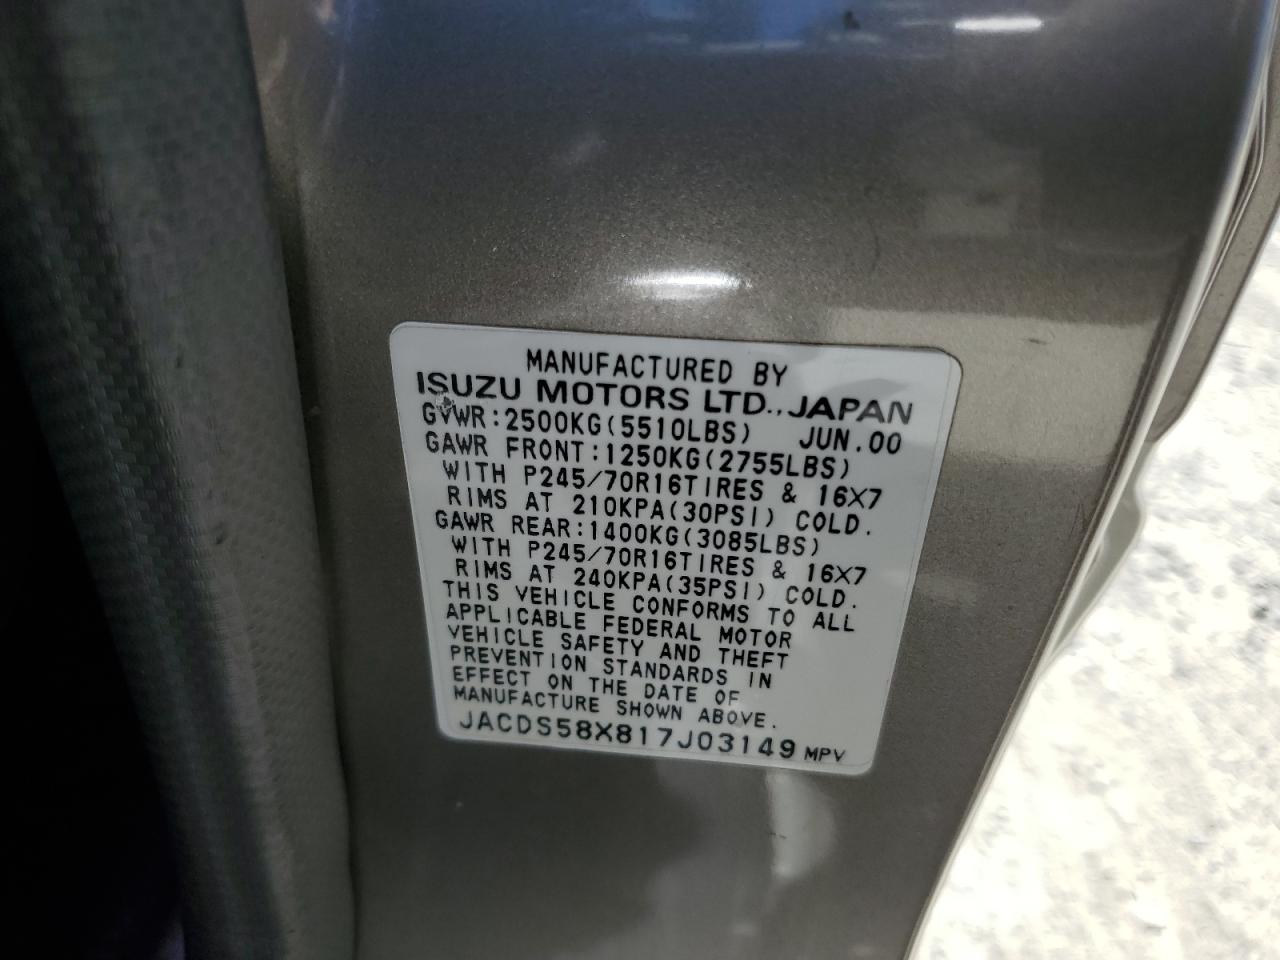 MANUFACTURED BY
ISUZU MOTORS LTD., JAPAN
GVWR:2500KG(5510LBS) JUN.00
GAWR FRONT:1250KG(2755LBS)
WITH P245/70R16TIRES & 16X7
RIMS AT 210KPA(30PSI) COLD.
GAWR REAR:1400KG(3085LBS)
WITH P245/70R16TIRES & 16X7
RIMS AT 240KPA(35PSI) COLD.
THIS VEHICLE CONFORMS TO ALL
APPLICABLE FEDERAL MOTOR
VEHICLE SAFETY AND THEFT
PREVENTION STANDARDS IN
EFFECT ON THE DATE OF
MANUFACTURE SHOWN ABOVE.
JACDS58X817J03149 MPV